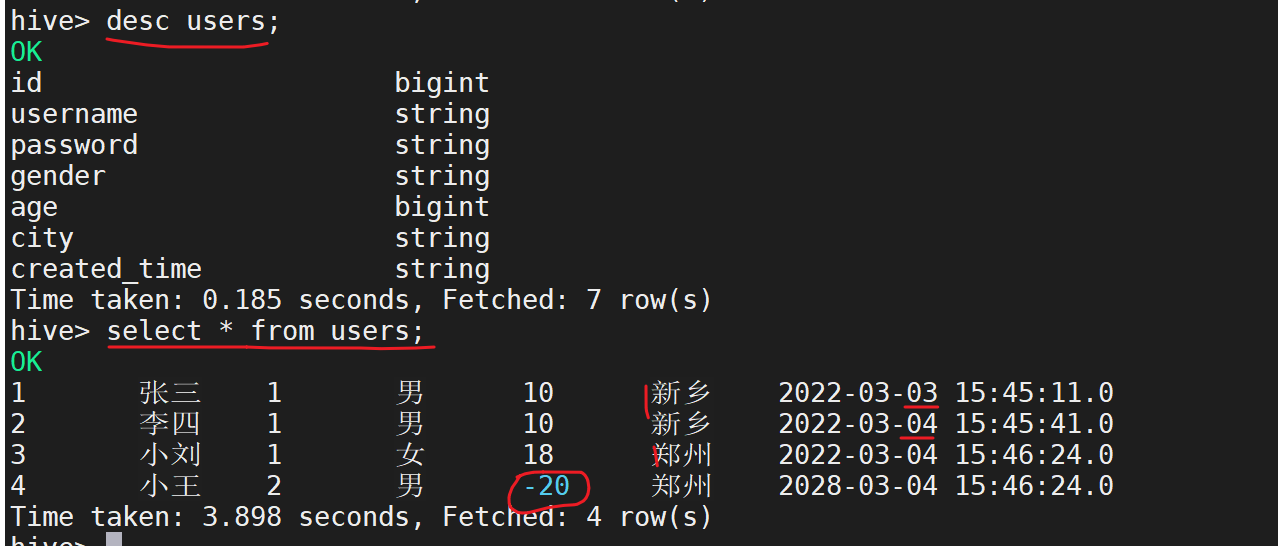 hive> desc users;
OK
id bigint
username string
password string
gender string
age bigint
city string
created_time string
Time taken: 0.185 seconds, Fetched: 7 row(s)
hive> select * from users;
OK
1 张三 1 男 10 新乡 2022-03-03 15:45:11.0
2 李四 1 男 10 新乡 2022-03-04 15:45:41.0
3 小刘 1 女 18 郑州 2022-03-04 15:46:24.0
4 小王 2 男 -20 郑州 2028-03-04 15:46:24.0
Time taken: 3.898 seconds, Fetched: 4 row(s)
hive>